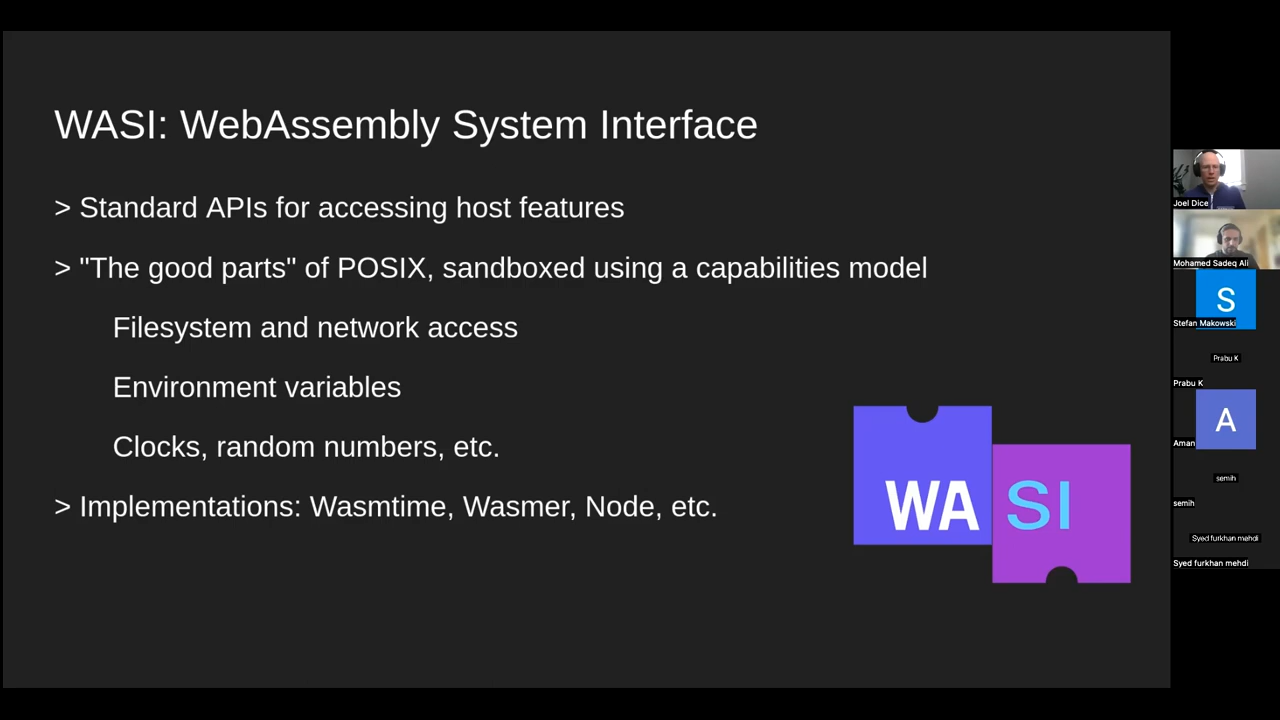 WASI: WebAssembly System Interface
> Standard APIs for accessing host features
> "The good parts" of POSIX, sandboxed using a capabilities model
Filesystem and network access
Environment variables
Clocks, random numbers, etc.
> Implementations: Wasmtime, Wasmer, Node, etc.
WA SI
Joel Dice
Mohamed Sadeq Ali
S
Stefan Makowski
Prabu K
Prabu K
A
Aman
semih
semih
Syed furkhan mehdi
Syed furkhan mehdi